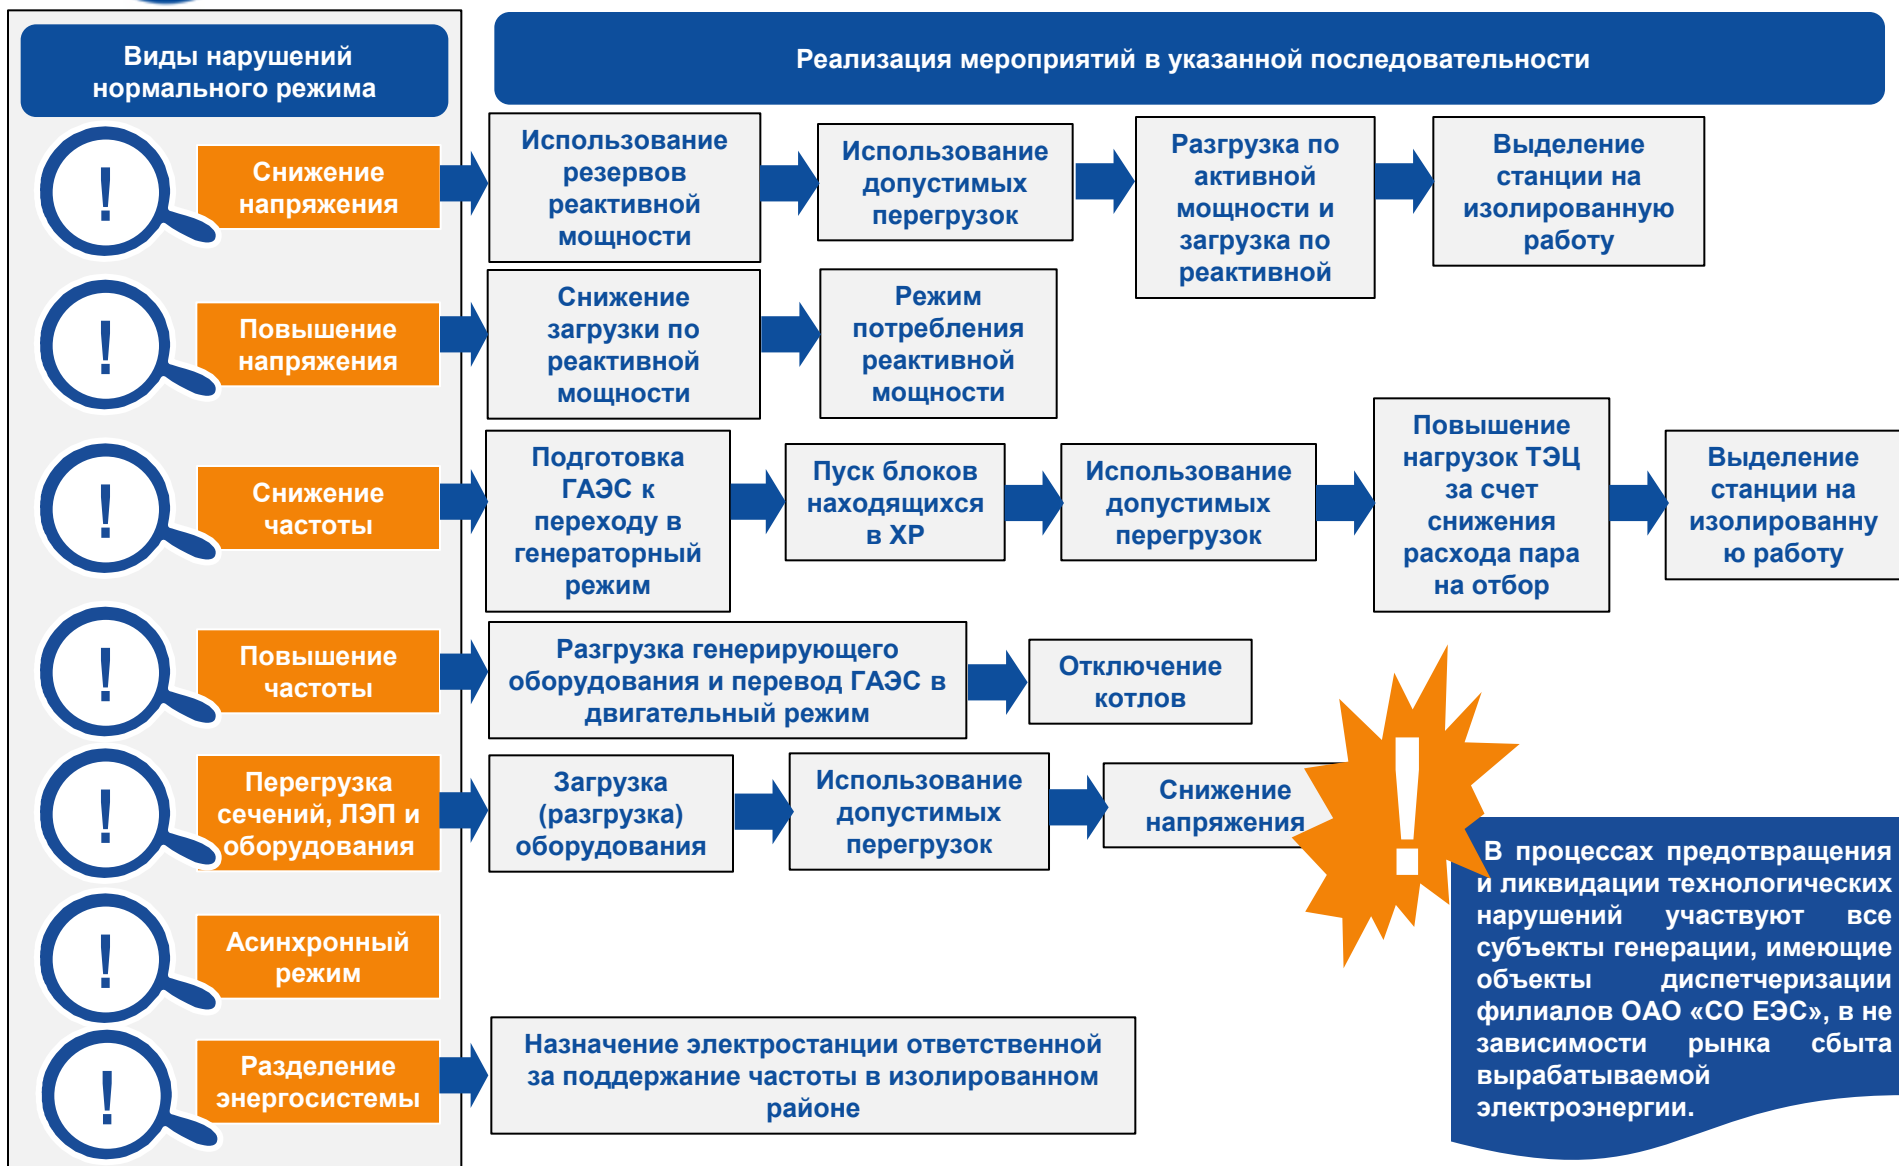 Виды нарушений
нормального режима
Реализация мероприятий в указанной последовательности
!
Снижение
напряжения
Использование
резервов
реактивной
мощности
Использование
допустимых
перегрузок
Разгрузка по
активной
мощности и
загрузка по
реактивной
Выделение
станции на
изолированную
работу
!
Повышение
напряжения
Снижение
загрузки по
реактивной
мощности
Режим
потребления
реактивной
мощности
!
Снижение
частоты
Подготовка
ГАЭС к
переходу в
генераторный
режим
Пуск блоков
находящихся
в ХР
Использование
допустимых
перегрузок
Повышение
нагрузок ТЭЦ
за счет
снижения
расхода пара
на отбор
Выделение
станции на
изолированну
ю работу
!
Повышение
частоты
Разгрузка генерирующего
оборудования и перевод ГАЭС в
двигательный режим
Отключение
котлов
!
Перегрузка
сечений, ЛЭП и
оборудования
Загрузка
(разгрузка)
оборудования
Использование
допустимых
перегрузок
Снижение
напряжения
!
!
Асинхронный
режим
!
Разделение
энергосистемы
Назначение электростанции ответственной
за поддержание частоты в изолированном
районе
В процессах предотвращения
и ликвидации технологических
нарушений участвуют все
субъекты генерации, имеющие
объекты диспетчеризации
филиалов ОАО «СО ЕЭС», в не
зависимости рынка сбыта
вырабатываемой
электроэнергии.